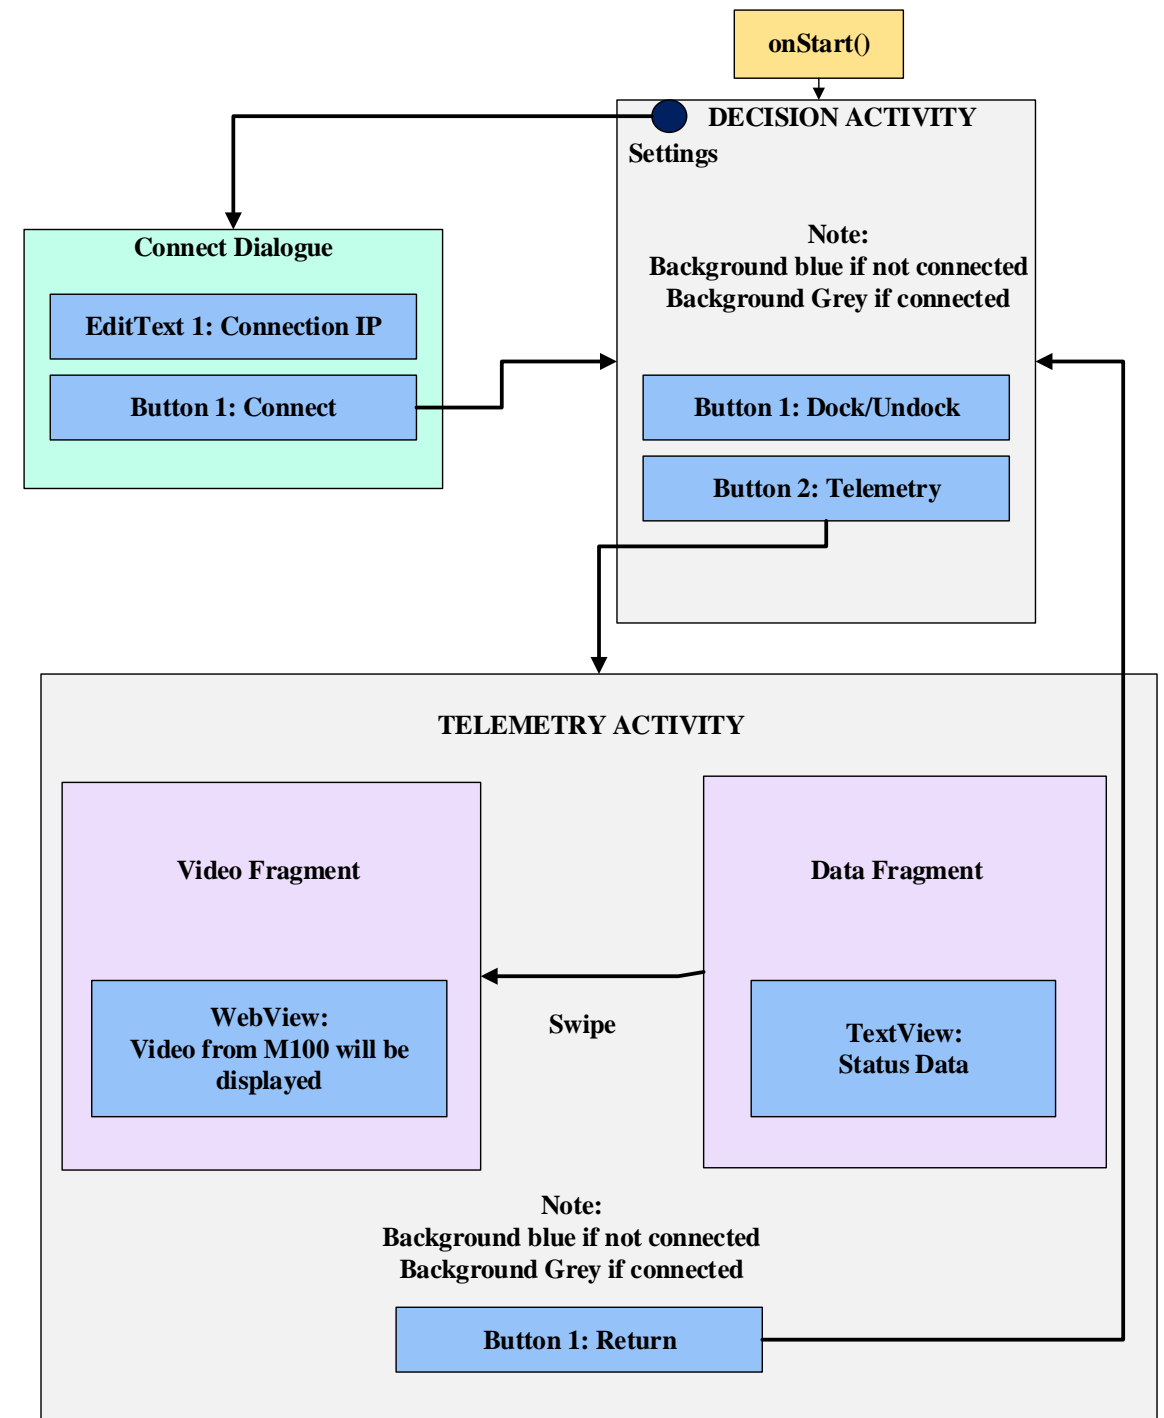 onStart()
DECISION ACTIVITY
Settings
Note:
Background blue if not connected
Background Grey if connected
Connect Dialogue
EditText 1: Connection IP
Button 1: Connect
Button 1: Dock/Undock
Button 2: Telemetry
TELEMETRY ACTIVITY
Video Fragment
WebView:
Video from M100 will be
displayed
Swipe
Data Fragment
TextView:
Status Data
Note:
Background blue if not connected
Background Grey if connected
Button 1: Return